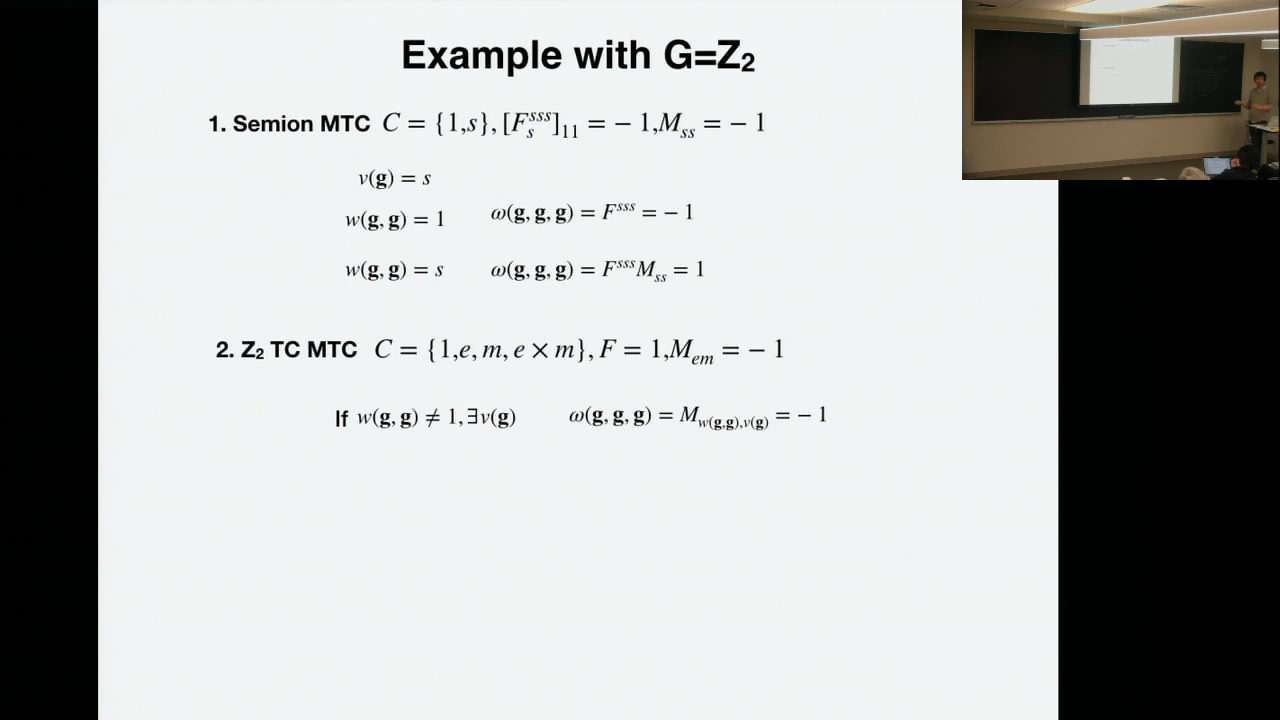 Example with G=Z₂
1. Semion MTC C = {1,s}, [F_s^{sss}]_{11} = − 1,M_{ss} = − 1
v(g) = s
w(g, g) = 1 ω(g, g, g) = F^{sss} = − 1
w(g, g) = s ω(g, g, g) = F^{sss}M_{ss} = 1
2. Z₂ TC MTC C = {1,e, m, e × m}, F = 1,M_{em} = − 1
If w(g, g) ≠ 1, ∃v(g) ω(g, g, g) = M_{w(g,g),v(g)} = − 1